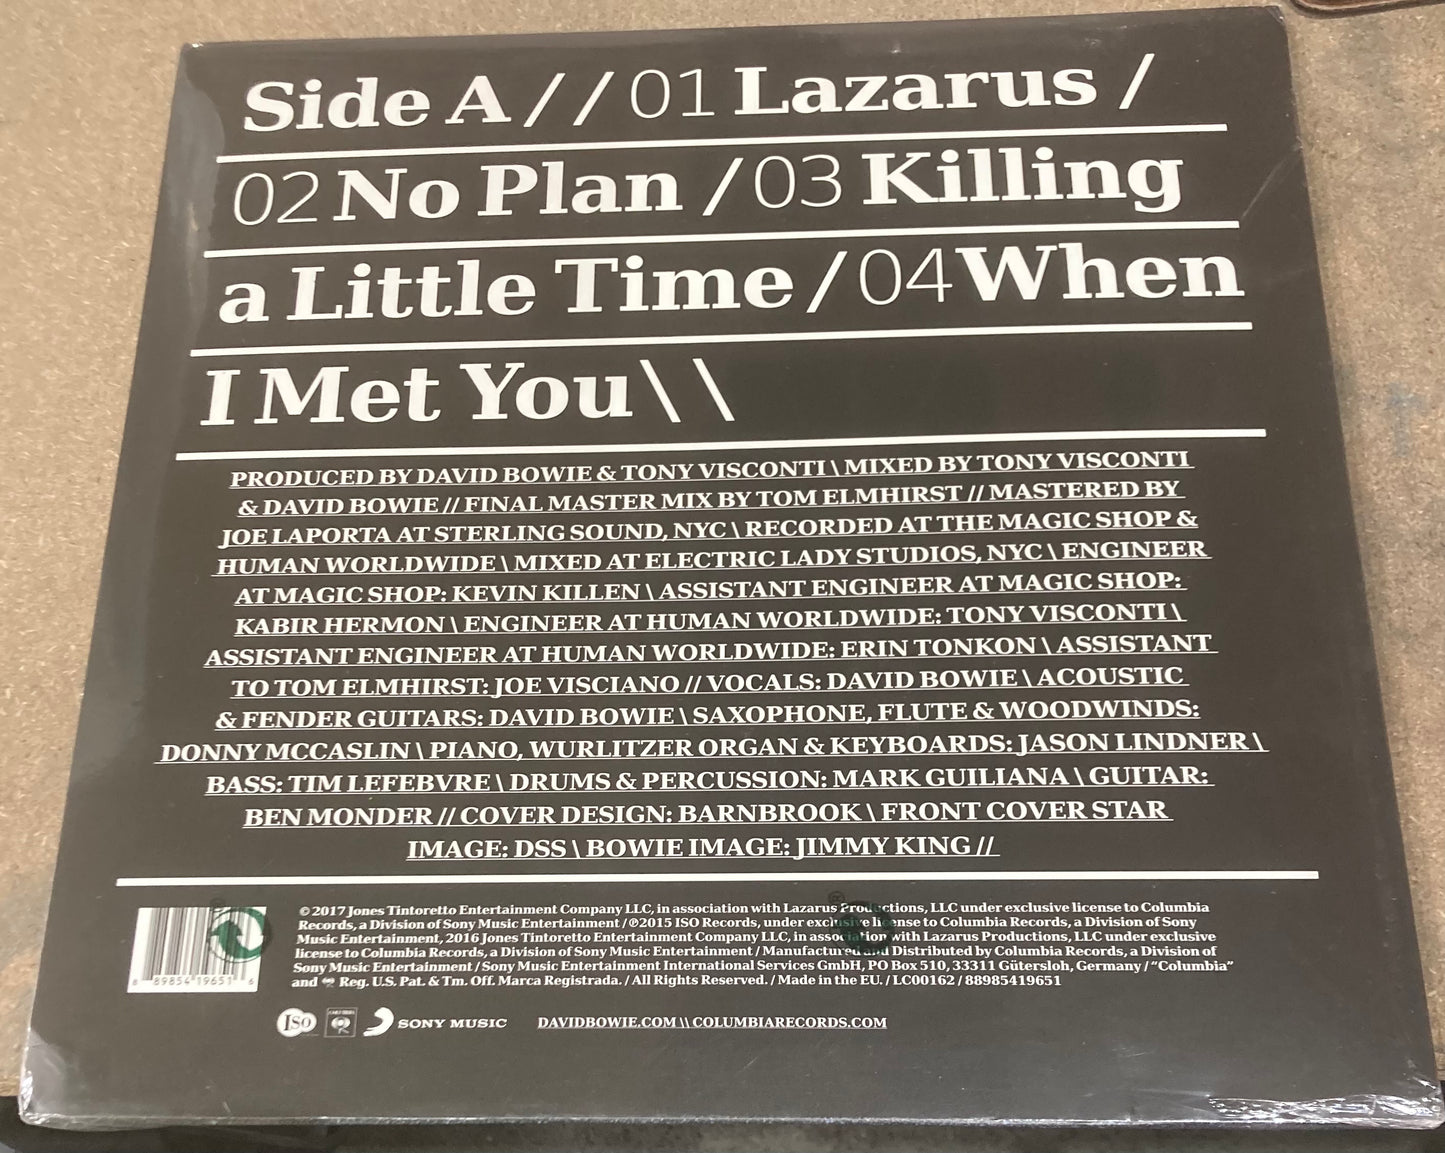 Side A // 01 Lazarus /
02 No Plan / 03 Killing
a Little Time / 04 When
I Met You \ \
PRODUCED BY DAVID BOWIE & TONY VISCONTI \ MIXED BY TONY VISCONTI
& DAVID BOWIE // FINAL MASTER MIX BY TOM ELMHIRST // MASTERED BY
JOE LAPORTA AT STERLING SOUND, NYC \ RECORDED AT THE MAGIC SHOP &
HUMAN WORLDWIDE \ MIXED AT ELECTRIC LADY STUDIOS, NYC \ ENGINEER
AT MAGIC SHOP: KEVIN KILLEN \ ASSISTANT ENGINEER AT MAGIC SHOP:
KABIR HERMON \ ENGINEER AT HUMAN WORLDWIDE: TONY VISCONTI \
ASSISTANT ENGINEER AT HUMAN WORLDWIDE: ERIN TONKON \ ASSISTANT
TO TOM ELMHIRST: JOE VISCIANO // VOCALS: DAVID BOWIE \ ACOUSTIC
& FENDER GUITARS: DAVID BOWIE \ SAXOPHONE, FLUTE & WOODWINDS:
DONNY MCCASLIN \ PIANO, WURLITZER ORGAN & KEYBOARDS: JASON LINDNER \
BASS: TIM LEFEBVRE \ DRUMS & PERCUSSION: MARK GUILIANA \ GUITAR:
BEN MONDER // COVER DESIGN: BARNBROOK \ FRONT COVER STAR
IMAGE: DSS \ BOWIE IMAGE: JIMMY KING //
© 2017 Jones Tintoretto Entertainment Company LLC, in association with Lazarus Productions, LLC under exclusive license to Columbia
Records, a Division of Sony Music Entertainment / ℗2015 ISO Records, under exclusive license to Columbia Records, a Division of Sony
Music Entertainment, 2016 Jones Tintoretto Entertainment Company LLC, in association with Lazarus Productions, LLC under exclusive
license to Columbia Records, a Division of Sony Music Entertainment / Manufactured and Distributed by Columbia Records, a Division of
Sony Music Entertainment / Sony Music Entertainment International Services GmbH, PO Box 510, 33311 Gütersloh, Germany / "Columbia"
and Reg. U.S. Pat. & Tm. Off. Marca Registrada. / All Rights Reserved. / Made in the EU. / LC00162 / 88985419651
8 89854 19651 6
ISO COLUMBIA SONY MUSIC DAVIDBOWIE.COM \\ COLUMBIARECORDS.COM